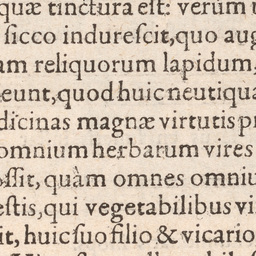 quæ tinctura est: verùm
sicco indurescit, quo aug
am reliquorum lapidum,
eunt, quod huic neutiqua
dicinas magnæ virtutis pr
omnium herbarum vires
ossit, quàm omnes omniu
estis, qui vegetabilibus vi
it, huic suo filio & vicario